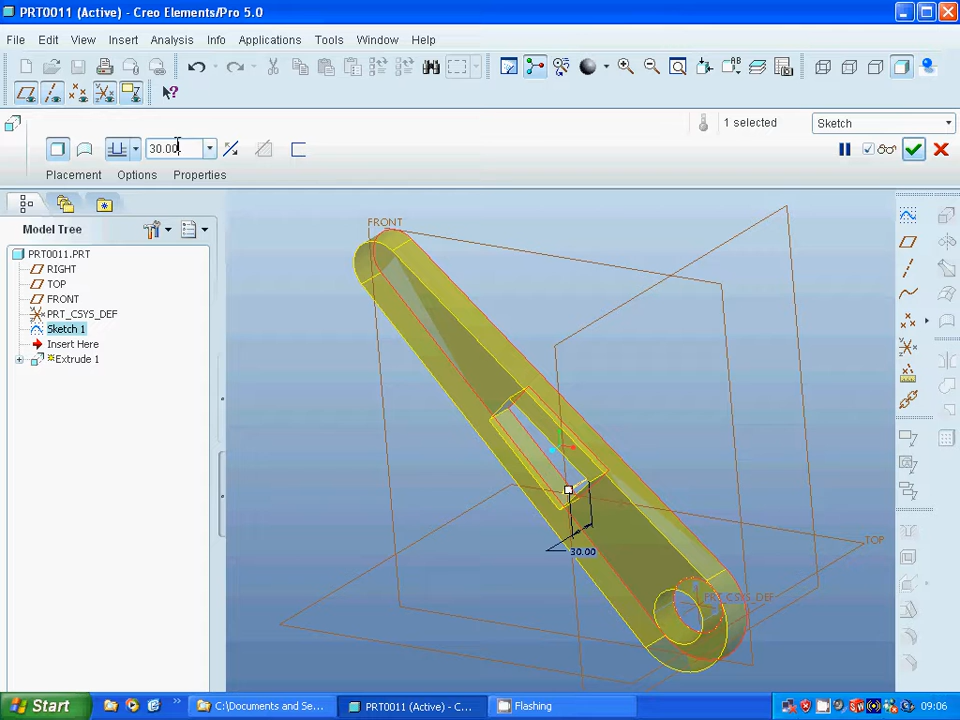 PRT0011 (Active) - Creo Elements/Pro 5.0
File Edit View Insert Analysis Info Applications Tools Window Help
1 selected
Sketch
30.00
Placement Options Properties
Model Tree
PRT0011.PRT
RIGHT
TOP
FRONT
PRT_CSYS_DEF
Sketch 1
Insert Here
Extrude 1
FRONT
TOP
PRT_CSYS_DEF
30.00
Start
C:\Documents and Se...
PRT0011 (Active) - C...
Flashing
09:06